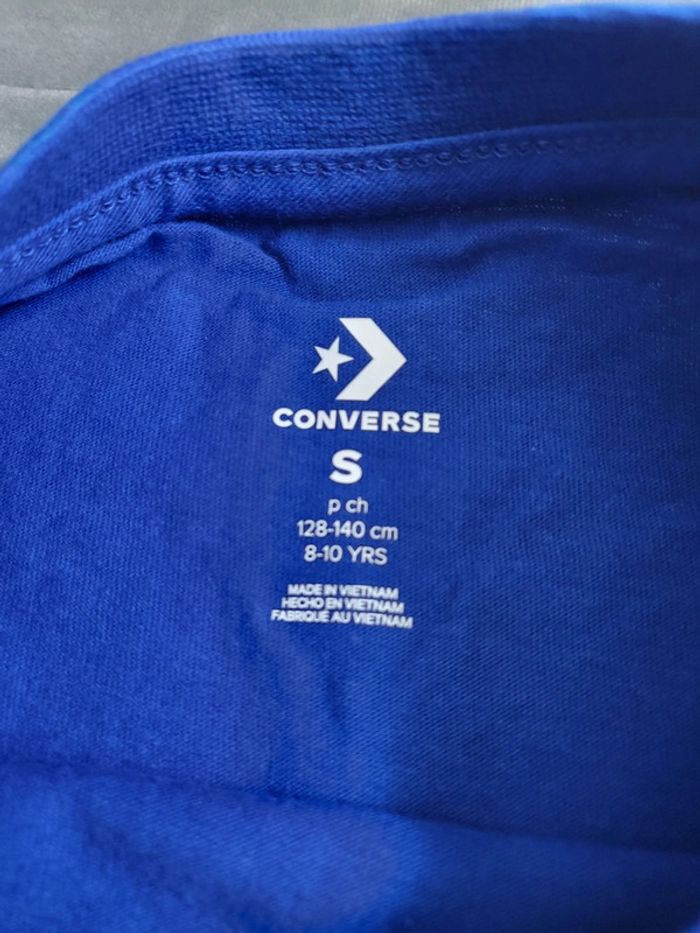 CONVERSE
S
p ch
128-140 cm
8-10 YRS
MADE IN VIETNAM
HECHO EN VIETNAM
FABRIQUÉ AU VIETNAM